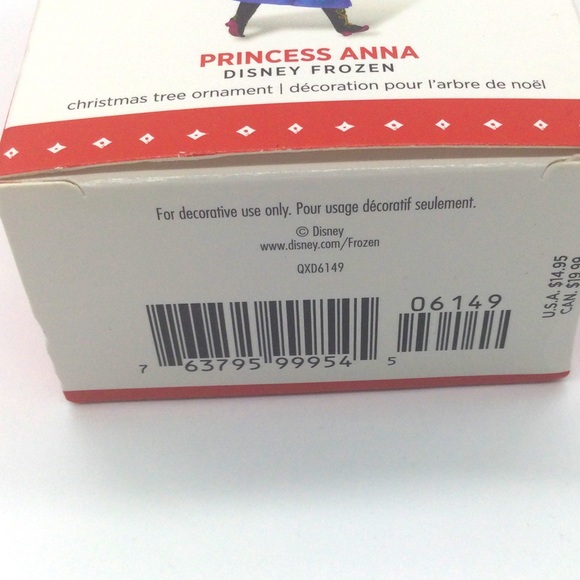 PRINCESS ANNA
DISNEY FROZEN
christmas tree ornament | décoration pour l'arbre de noël
For decorative use only. Pour usage décoratif seulement.
© Disney
www.disney.com/Frozen
QXD6149
06149
7 63795 99954 5
U.S.A. $14.95
CAN. $19.99